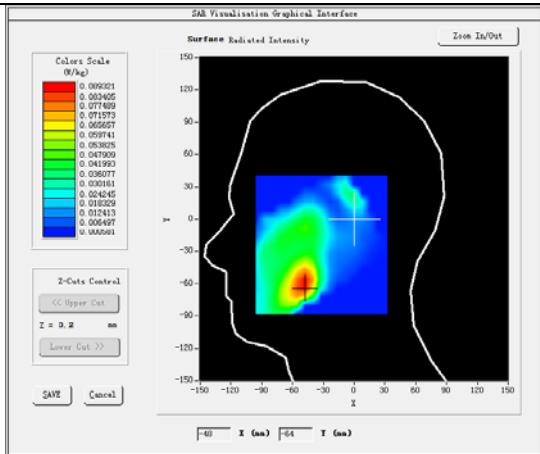 SAR Visualisation Graphical Interface
Surface Radiated Intensity
Zoom In/Out
Colors Scale
(W/kg)
0.089321
0.083405
0.077489
0.071573
0.065657
0.059741
0.053825
0.047909
0.041993
0.036077
0.030161
0.024245
0.018329
0.012413
0.006497
0.000581
150
120
90
60
30
Y
0
-30
-60
-90
-120
-150
-150 -120 -90 -60 -30 0 30 60 90 120 150
X
Z-Cuts Control
<< Upper Cut
Z = 0.2 mm
Lower Cut >>
SAVE Cancel
-48 X (mm) -64 Y (mm)